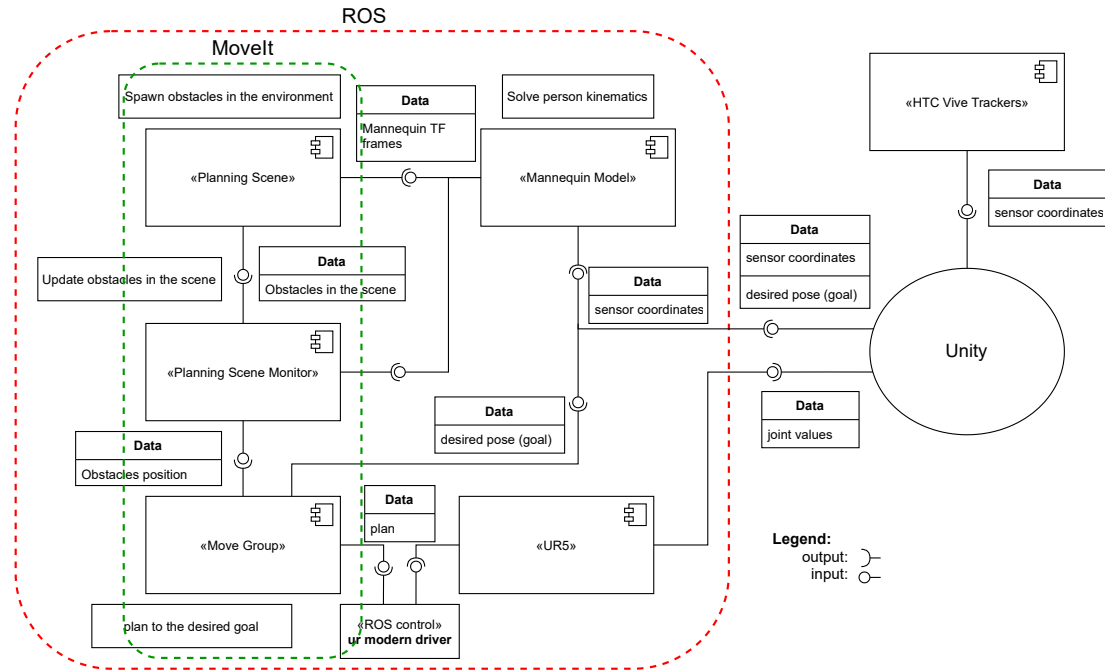 ROS
MoveIt
Spawn obstacles in the environment
Data
Mannequin TF
frames
Solve person kinematics
«HTC Vive Trackers»
«Planning Scene»
«Mannequin Model»
Data
sensor coordinates
Data
sensor coordinates
desired pose (goal)
Update obstacles in the scene
Data
Obstacles in the scene
Data
sensor coordinates
Unity
«Planning Scene Monitor»
Data
desired pose (goal)
Data
joint values
Data
Obstacles position
Data
plan
«Move Group»
«UR5»
Legend:
output:
input:
plan to the desired goal
«ROS control»
ur modern driver